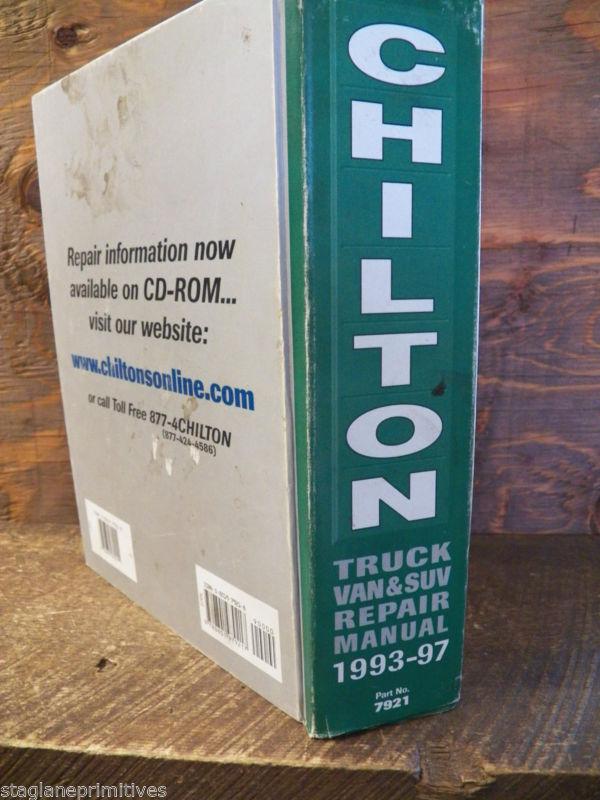 Repair information now
available on CD-ROM...
visit our website:
www.chiltonsonline.com
or call Toll Free 877-4CHILTON
(877-424-4586)
90000
CHILTON
TRUCK
VAN&SUV
REPAIR
MANUAL
1993-97
Part No.
7921
staglaneprimitives